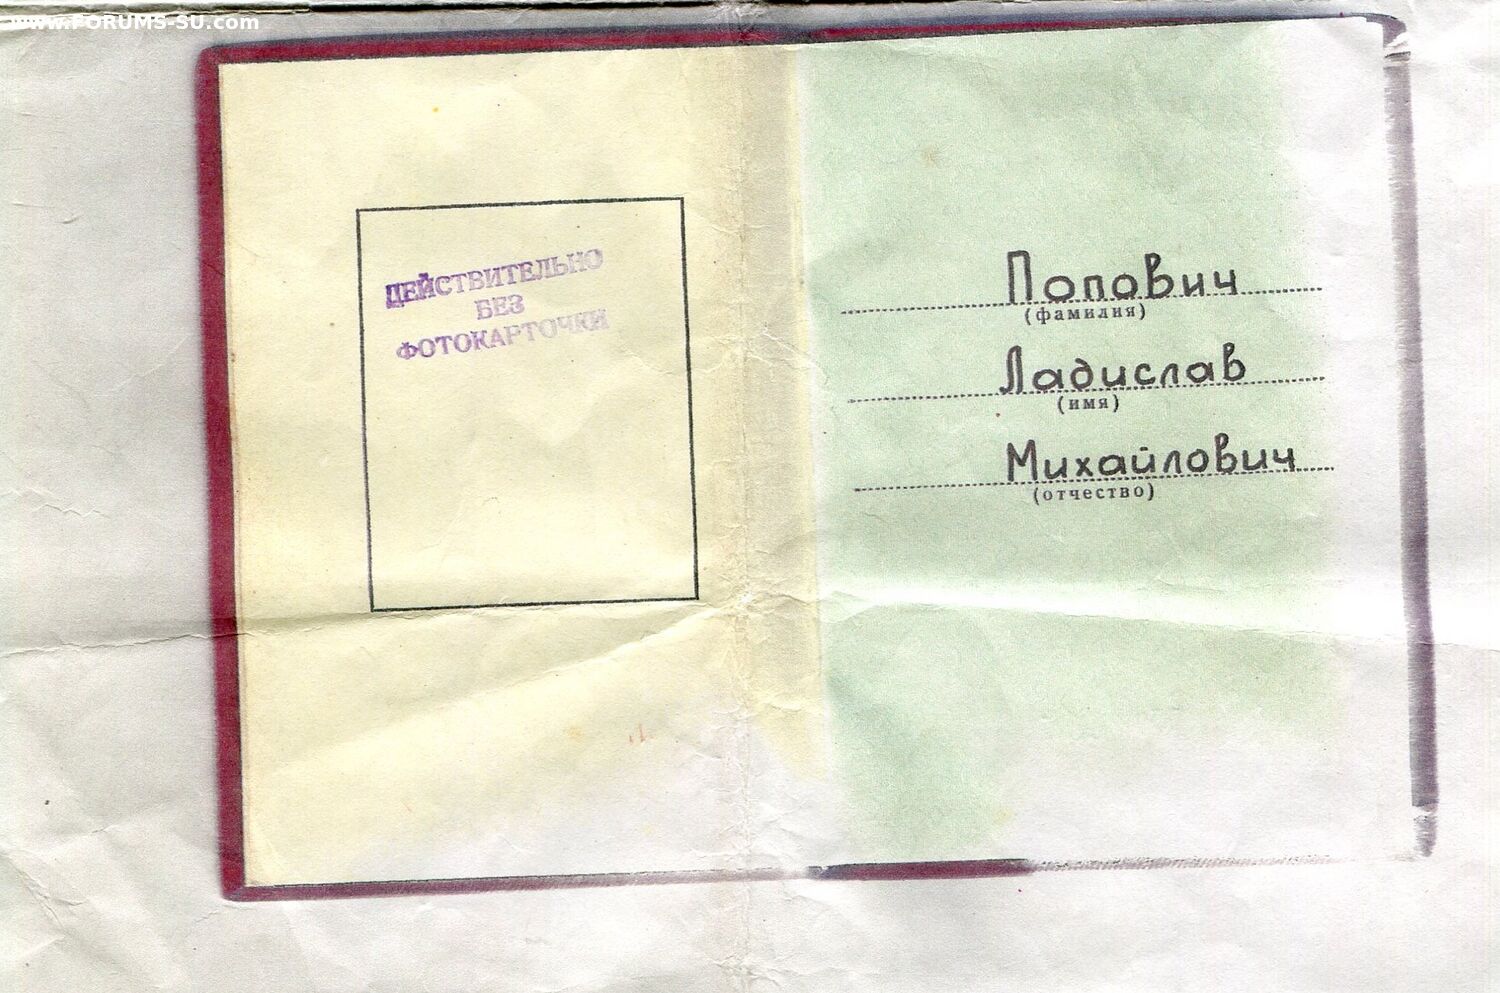 www.FORUMS-SU.com
ДЕЙСТВИТЕЛЬНО
БЕЗ
ФОТОКАРТОЧКИ
Попович
(фамилия)
Ладислав
(имя)
Михайлович
(отчество)